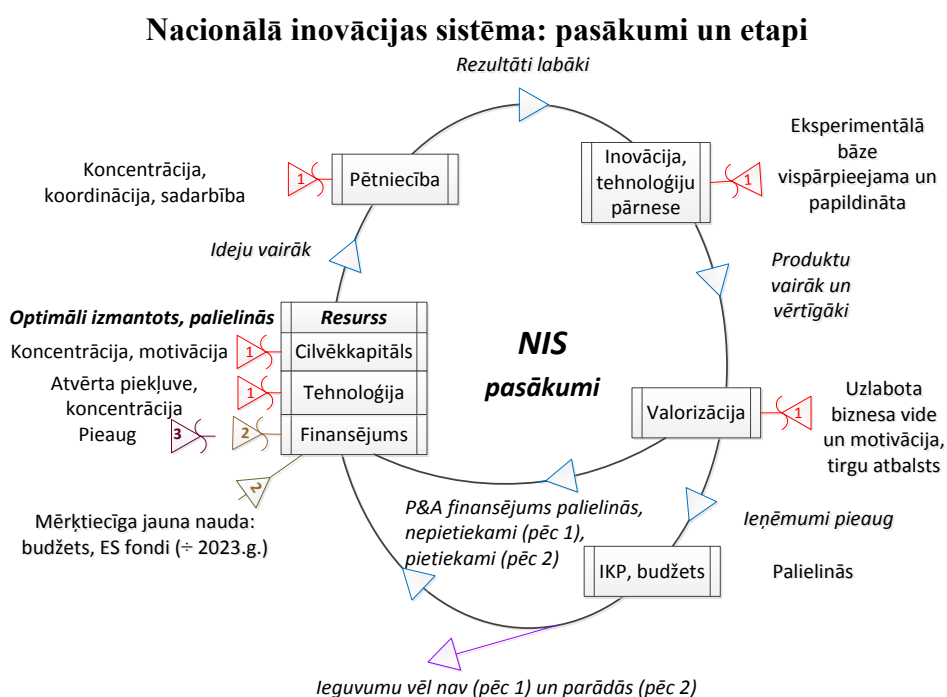 Nacionālā inovācijas sistēma: pasākumi un etapi
Rezultāti labāki
Koncentrācija,
koordinācija, sadarbība
1
Pētniecība
Inovācija,
tehnoloģiju
pārnese
1
Eksperimentālā
bāze
vispārpieejama un
papildināta
Ideju vairāk
Produktu
vairāk un
vērtīgāki
Optimāli izmantots, palielinās
Resurss
Koncentrācija, motivācija
1
Cilvēkkapitāls
Atvērta piekļuve,
koncentrācija
1
Tehnoloģija
Pieaug
3
2
Finansējums
NIS
pasākumi
Valorizācija
1
Uzlabota
biznesa vide
un motivācija,
tirgu atbalsts
2
Mērķtiecīga jauna nauda:
budžets, ES fondi (÷ 2023.g.)
P&A finansējums palielinās,
nepietiekami (pēc 1),
pietiekami (pēc 2)
Ieņēmumi pieaug
IKP, budžets
Palielinās
Ieguvumu vēl nav (pēc 1) un parādās (pēc 2)